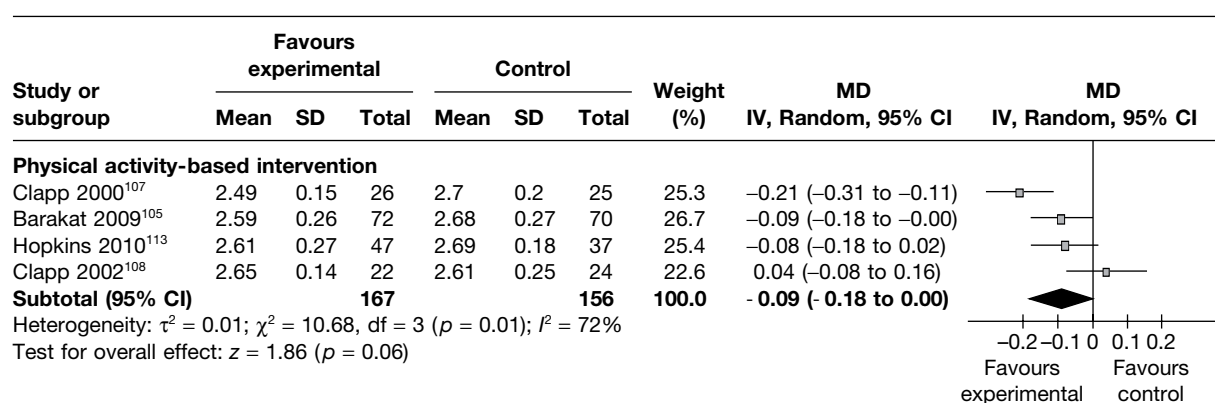 Favours
experimental Control
Study or subgroup Mean SD Total Mean SD Total Weight (%) MD IV, Random, 95% CI MD IV, Random, 95% CI
Physical activity-based intervention
Clapp 2000¹⁰⁷ 2.49 0.15 26 2.7 0.2 25 25.3 −0.21 (−0.31 to −0.11)
Barakat 2009¹⁰⁵ 2.59 0.26 72 2.68 0.27 70 26.7 −0.09 (−0.18 to −0.00)
Hopkins 2010¹¹³ 2.61 0.27 47 2.69 0.18 37 25.4 −0.08 (−0.18 to 0.02)
Clapp 2002¹⁰⁸ 2.65 0.14 22 2.61 0.25 24 22.6 0.04 (−0.08 to 0.16)
Subtotal (95% CI) 167 156 100.0 - 0.09 (- 0.18 to 0.00)
Heterogeneity: τ² = 0.01; χ² = 10.68, df = 3 (p = 0.01); I² = 72%
Test for overall effect: z = 1.86 (p = 0.06)
−0.2 −0.1 0 0.1 0.2
Favours experimental Favours control